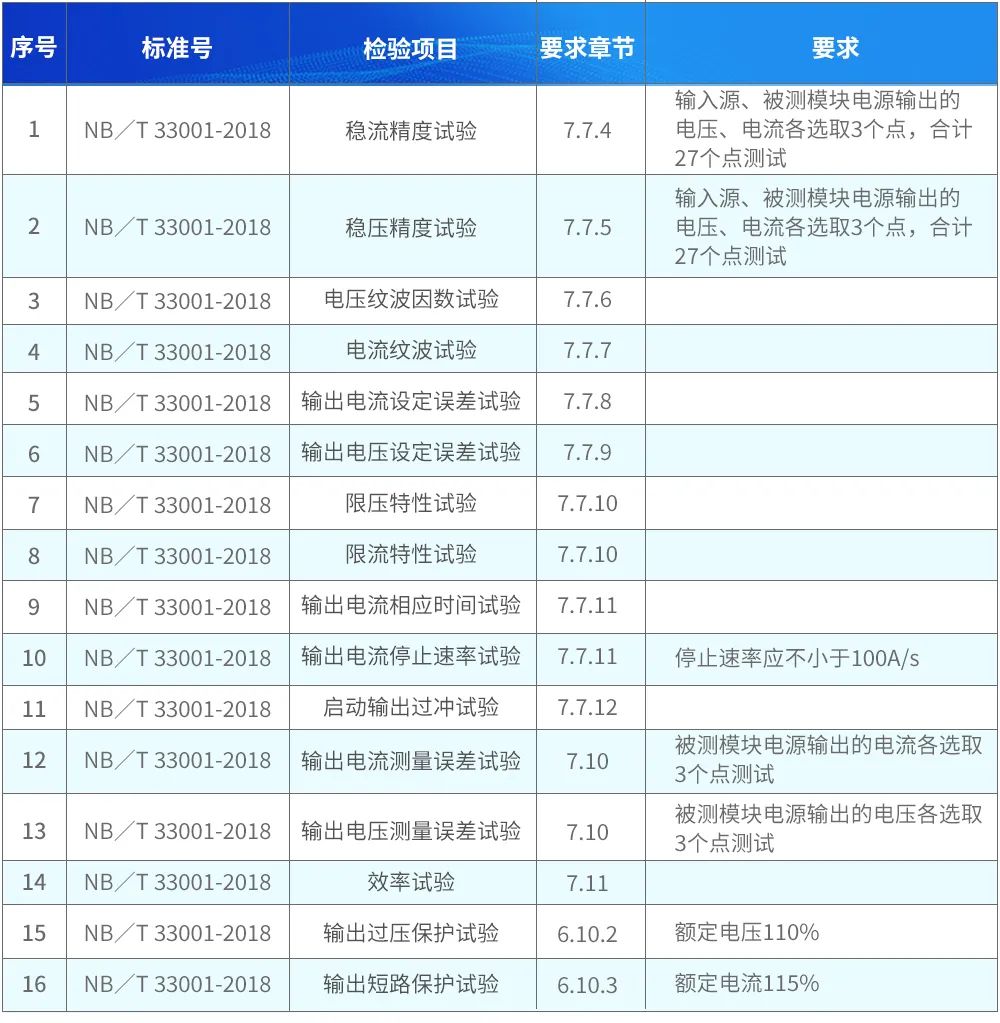 序号 标准号 检验项目 要求章节 要求
1 NB／T 33001-2018 稳流精度试验 7.7.4 输入源、被测模块电源输出的
电压、电流各选取3个点，合计
27个点测试
2 NB／T 33001-2018 稳压精度试验 7.7.5 输入源、被测模块电源输出的
电压、电流各选取3个点，合计
27个点测试
3 NB／T 33001-2018 电压纹波因数试验 7.7.6
4 NB／T 33001-2018 电流纹波试验 7.7.7
5 NB／T 33001-2018 输出电流设定误差试验 7.7.8
6 NB／T 33001-2018 输出电压设定误差试验 7.7.9
7 NB／T 33001-2018 限压特性试验 7.7.10
8 NB／T 33001-2018 限流特性试验 7.7.10
9 NB／T 33001-2018 输出电流相应时间试验 7.7.11
10 NB／T 33001-2018 输出电流停止速率试验 7.7.11 停止速率应不小于100A/s
11 NB／T 33001-2018 启动输出过冲试验 7.7.12
12 NB／T 33001-2018 输出电流测量误差试验 7.10 被测模块电源输出的电流各选取
3个点测试
13 NB／T 33001-2018 输出电压测量误差试验 7.10 被测模块电源输出的电压各选取
3个点测试
14 NB／T 33001-2018 效率试验 7.11
15 NB／T 33001-2018 输出过压保护试验 6.10.2 额定电压110%
16 NB／T 33001-2018 输出短路保护试验 6.10.3 额定电流115%